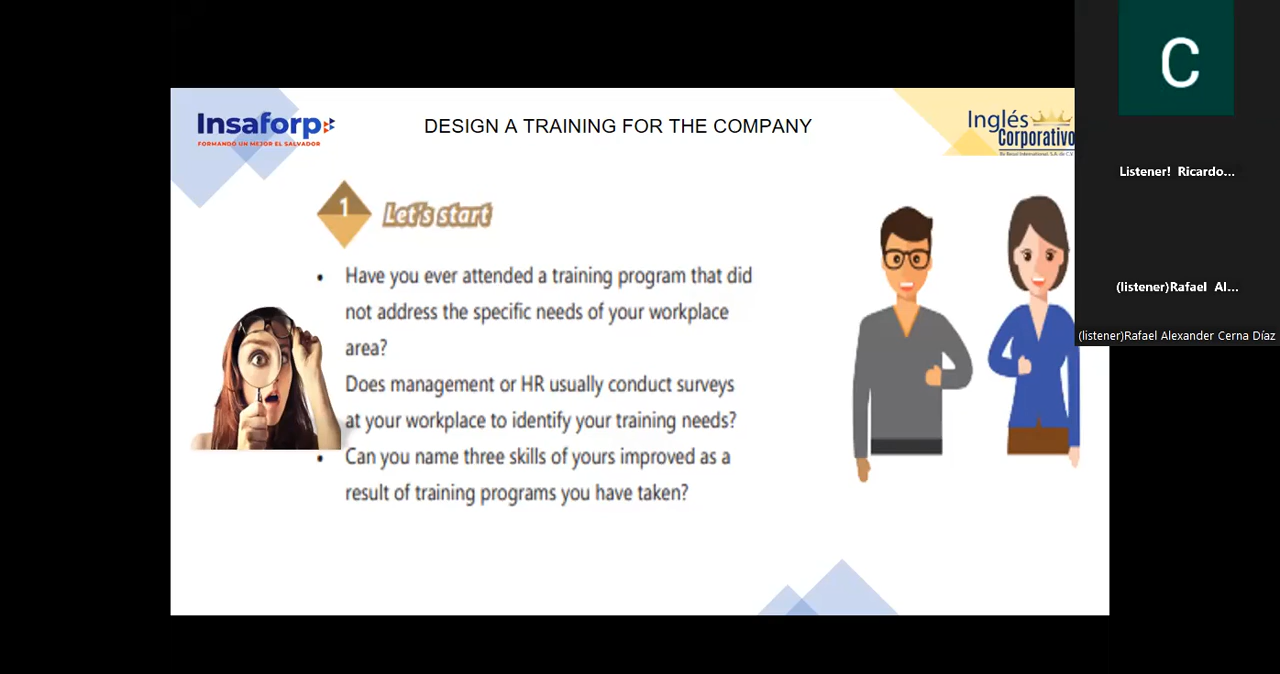 Insaforp
FORMANDO UN MEJOR EL SALVADOR
DESIGN A TRAINING FOR THE COMPANY
Inglés
Corporativo
1
Let's start
• Have you ever attended a training program that did
not address the specific needs of your workplace
area?
Does management or HR usually conduct surveys
at your workplace to identify your training needs?
• Can you name three skills of yours improved as a
result of training programs you have taken?
C
Listener! Ricardo...
(listener)Rafael Al...
(listener)Rafael Alexander Cerna Díaz